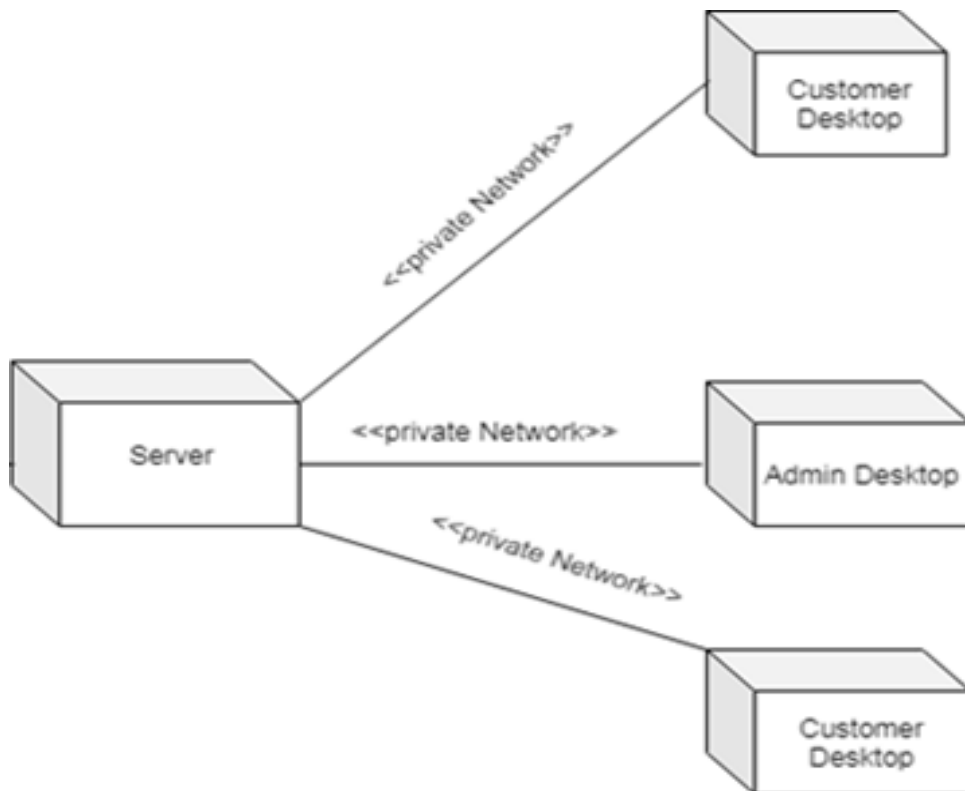 Customer
Desktop
<<private Network>>
Server
<<private Network>>
Admin Desktop
<<private Network>>
Customer
Desktop